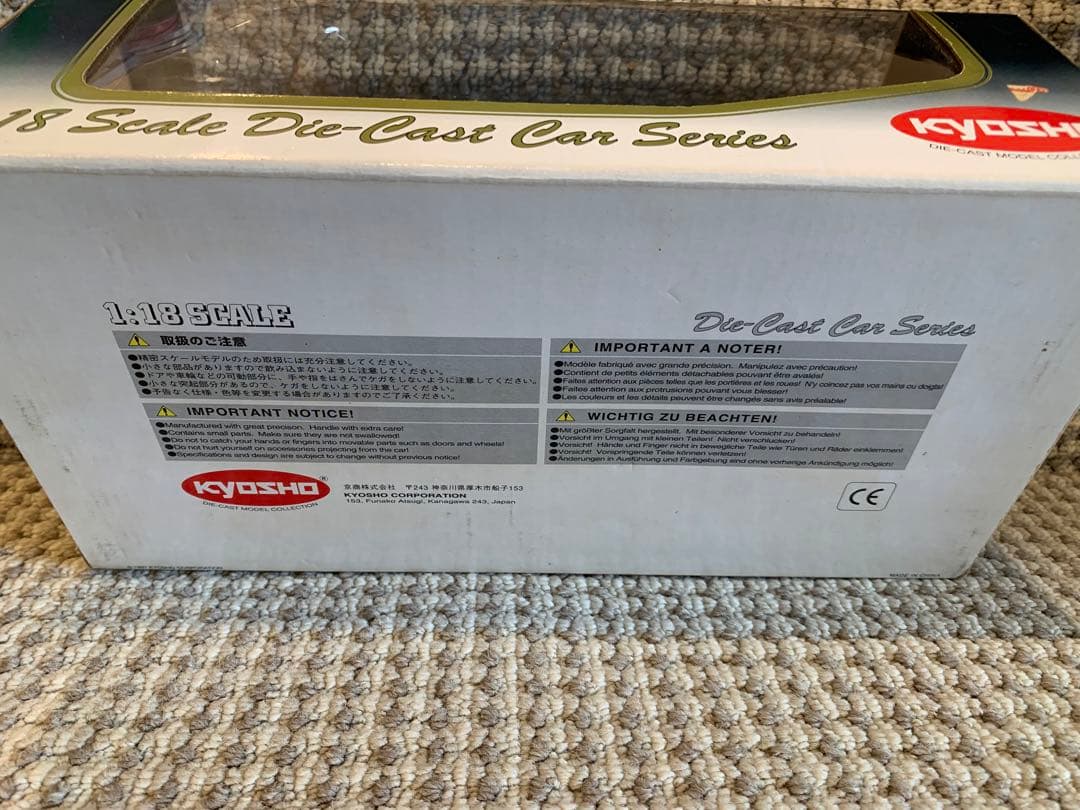 18 Scale Die-Cast Car Series
KYOSHO
DIE-CAST MODEL
1:18 SCALE
Die-Cast Car Series
取扱のご注意
●精密スケールモデルのため取扱には充分注意してください。
●小さな部品がありますので飲み込まないように注意してください。
●ドアや車輪などの可動部分に、手や指をはさんでケガをしないように注意してください。
●小さな突起部分があるので、ケガをしないように注意してください。
●予告なく仕様・色等を変更する場合がありますのでご了承ください。
IMPORTANT NOTICE!
●Manufactured with great precision. Handle with extra care!
●Contains small parts. Make sure they are not swallowed!
●Do not to catch your hands or fingers into movable parts such as doors and wheels!
●Do not hurt yourself on accessories projecting from the car!
●Specifications and design are subject to change without previous notice!
IMPORTANT A NOTER!
●Modèle fabriqué avec grande précision. Manipulez avec précaution!
●Contient de petits éléments détachables pouvant être avalés!
●Faites attention aux pièces telles que les portières et les roues! N'y coincez pas vos mains ou doigts!
●Faites attention aux protrusions pouvant vous blesser!
●Les couleurs et les détails peuvent être changés sans avis préalable!
WICHTIG ZU BEACHTEN!
●Mit größter Sorgfalt hergestellt. Mit besonderer Vorsicht zu behandeln!
●Vorsicht im Umgang mit kleinen Teilen! Nicht verschlucken!
●Vorsicht! Hände und Finger nicht in bewegliche Teile wie Türen und Räder einklemmen!
●Vorsicht! Vorspringende Teile können verletzen!
●Änderungen in Ausführung und Farbgebung sind ohne vorherige Ankündigung möglich!
KYOSHO®
DIE-CAST MODEL COLLECTION
京商株式会社 〒243 神奈川県厚木市船子153
KYOSHO CORPORATION
153, Funako Atsugi, Kanagawa 243, Japan
CE
KYOSHO CORPORATION
MADE IN CHINA